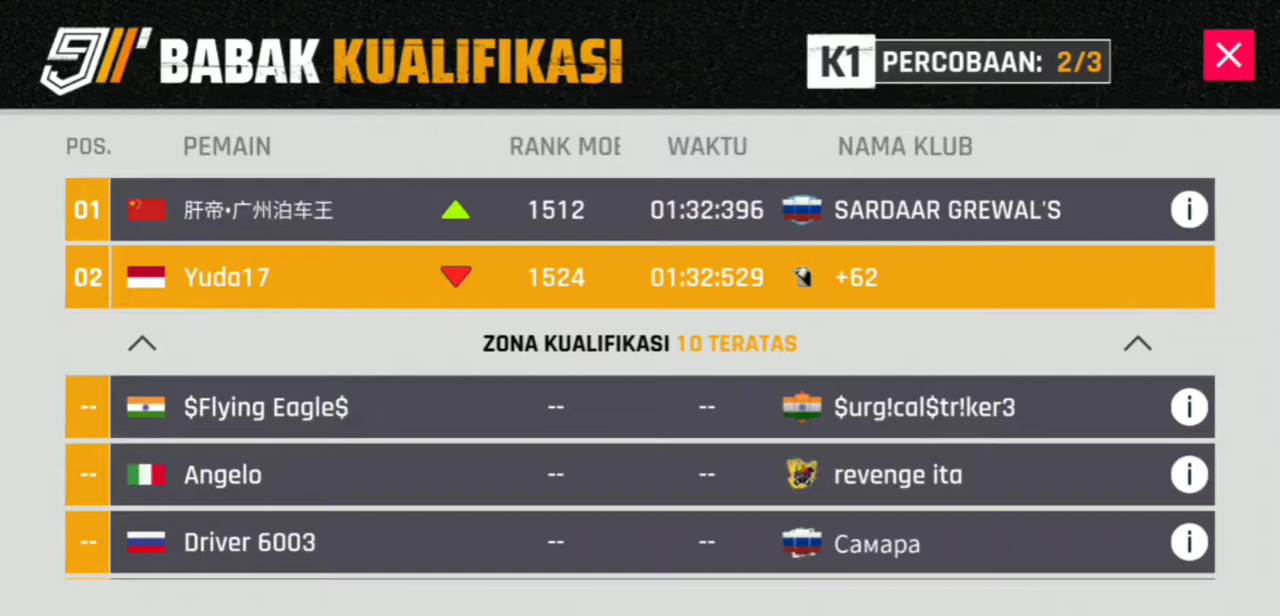 BABAK KUALIFIKASI
K1 PERCOBAAN: 2/3
POS. PEMAIN RANK MOB WAKTU NAMA KLUB
01 肝帝•广州泊车王 1512 01:32:396 SARDAAR GREWAL'S
02 Yuda17 1524 01:32:529 +62
ZONA KUALIFIKASI 10 TERATAS
-- $Flying Eagle$ -- -- $urg!cal$tr!ker3
-- Angelo -- -- revenge ita
-- Driver 6003 -- -- Самара